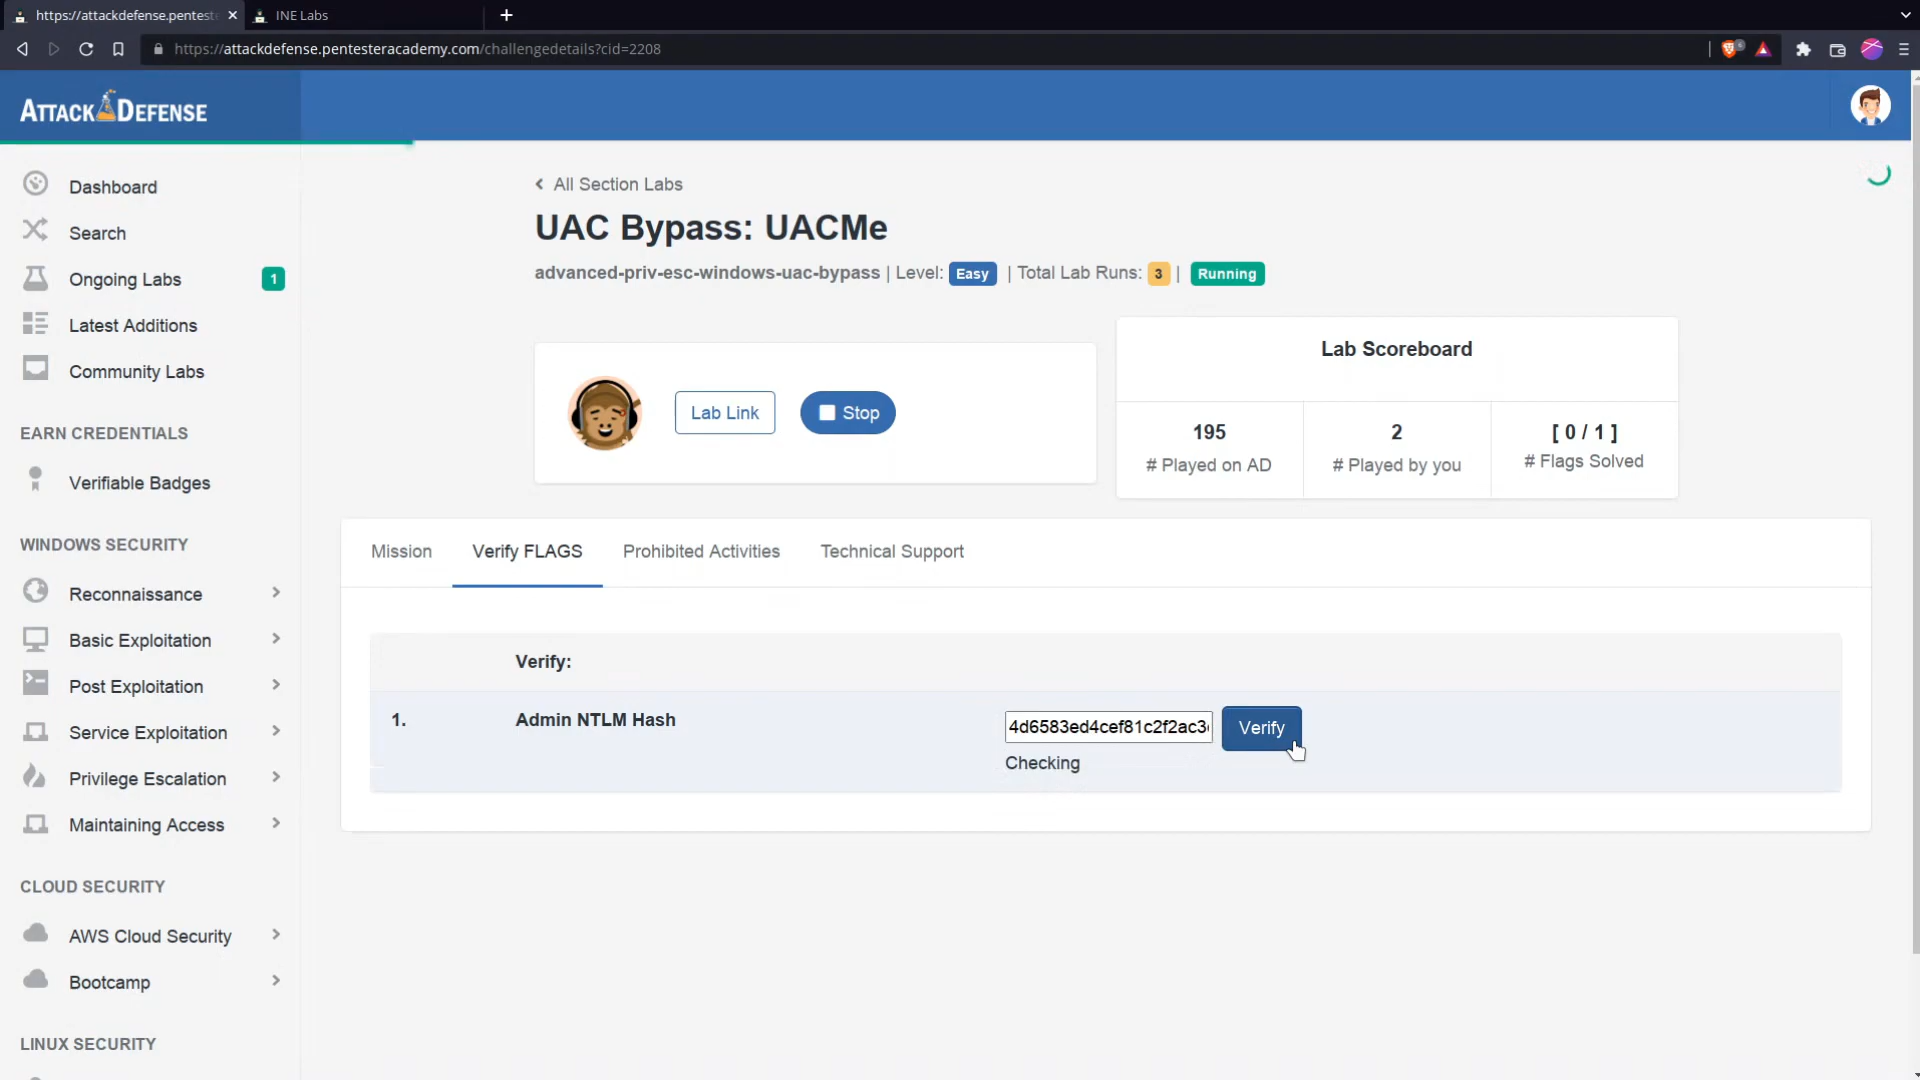 https://attackdefense.pentest
INE Labs
https://attackdefense.pentesteracademy.com/challengedetails?cid=2208
ATTACK DEFENSE
Dashboard
Search
Ongoing Labs 1
Latest Additions
Community Labs
EARN CREDENTIALS
Verifiable Badges
WINDOWS SECURITY
Reconnaissance
Basic Exploitation
Post Exploitation
Service Exploitation
Privilege Escalation
Maintaining Access
CLOUD SECURITY
AWS Cloud Security
Bootcamp
LINUX SECURITY
All Section Labs
UAC Bypass: UACMe
advanced-priv-esc-windows-uac-bypass | Level: Easy | Total Lab Runs: 3 | Running
Lab Link Stop
Lab Scoreboard
195 2 [ 0 / 1 ]
# Played on AD # Played by you # Flags Solved
Mission Verify FLAGS Prohibited Activities Technical Support
Verify:
1. Admin NTLM Hash 4d6583ed4cef81c2f2ac3 Verify
Checking